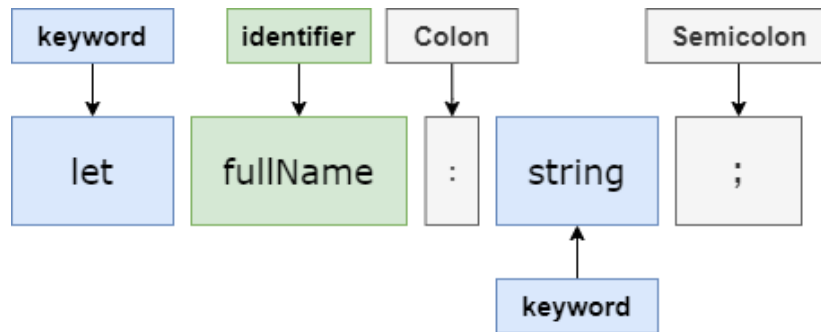 keyword identifier Colon Semicolon
let fullName : string ;
keyword